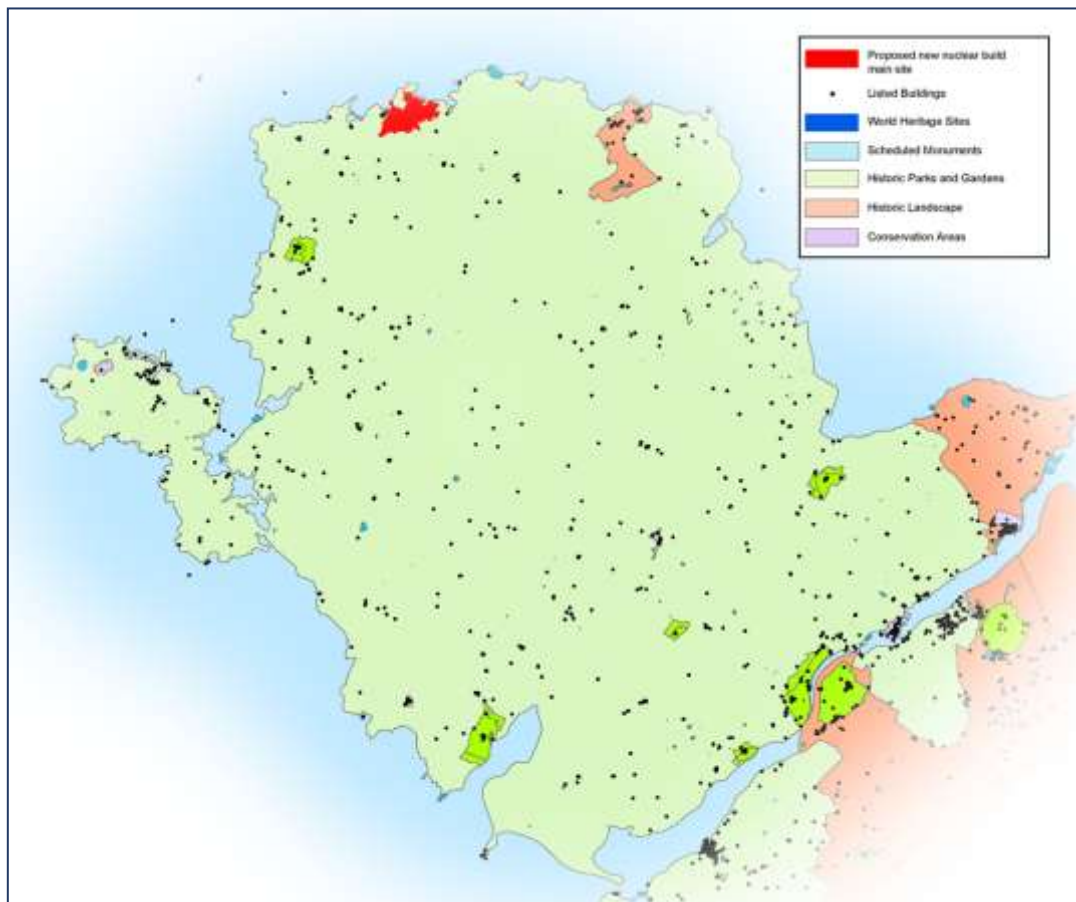 Proposed new nuclear build
main site
Listed Buildings
World Heritage Sites
Scheduled Monuments
Historic Parks and Gardens
Historic Landscape
Conservation Areas